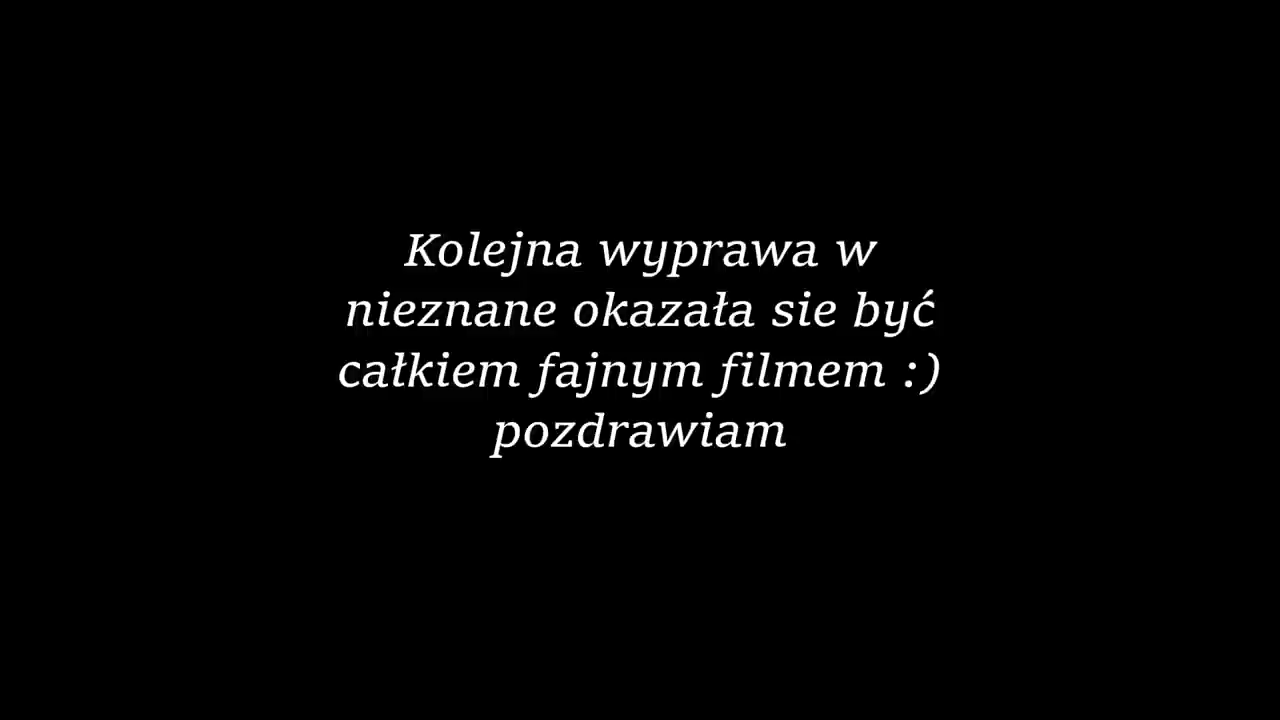 Kolejna wyprawa w
nieznane okazała sie być
całkiem fajnym filmem :)
pozdrawiam